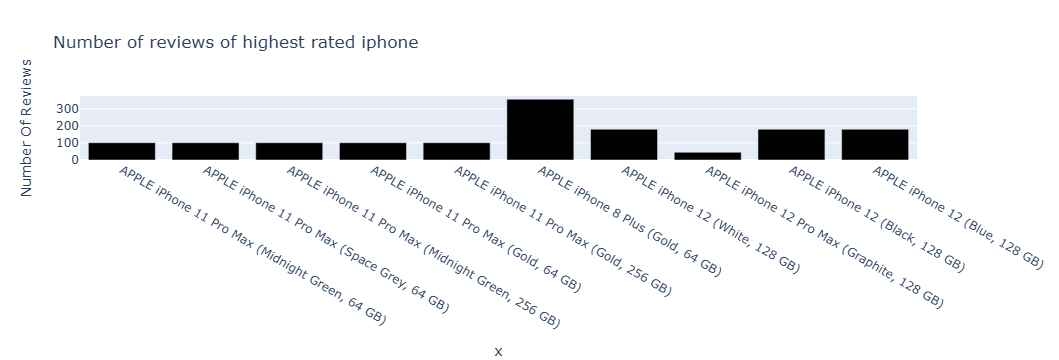 Number of reviews of highest rated iphone
Number Of Reviews
300
200
100
0
APPLE iPhone 11 Pro Max (Midnight Green, 64 GB)
APPLE iPhone 11 Pro Max (Space Grey, 64 GB)
APPLE iPhone 11 Pro Max (Midnight Green, 256 GB)
APPLE iPhone 11 Pro Max (Gold, 64 GB)
APPLE iPhone 11 Pro Max (Gold, 256 GB)
APPLE iPhone 8 Plus (Gold, 64 GB)
APPLE iPhone 12 (White, 128 GB)
APPLE iPhone 12 Pro Max (Graphite, 128 GB)
APPLE iPhone 12 (Black, 128 GB)
APPLE iPhone 12 (Blue, 128 GB)
x